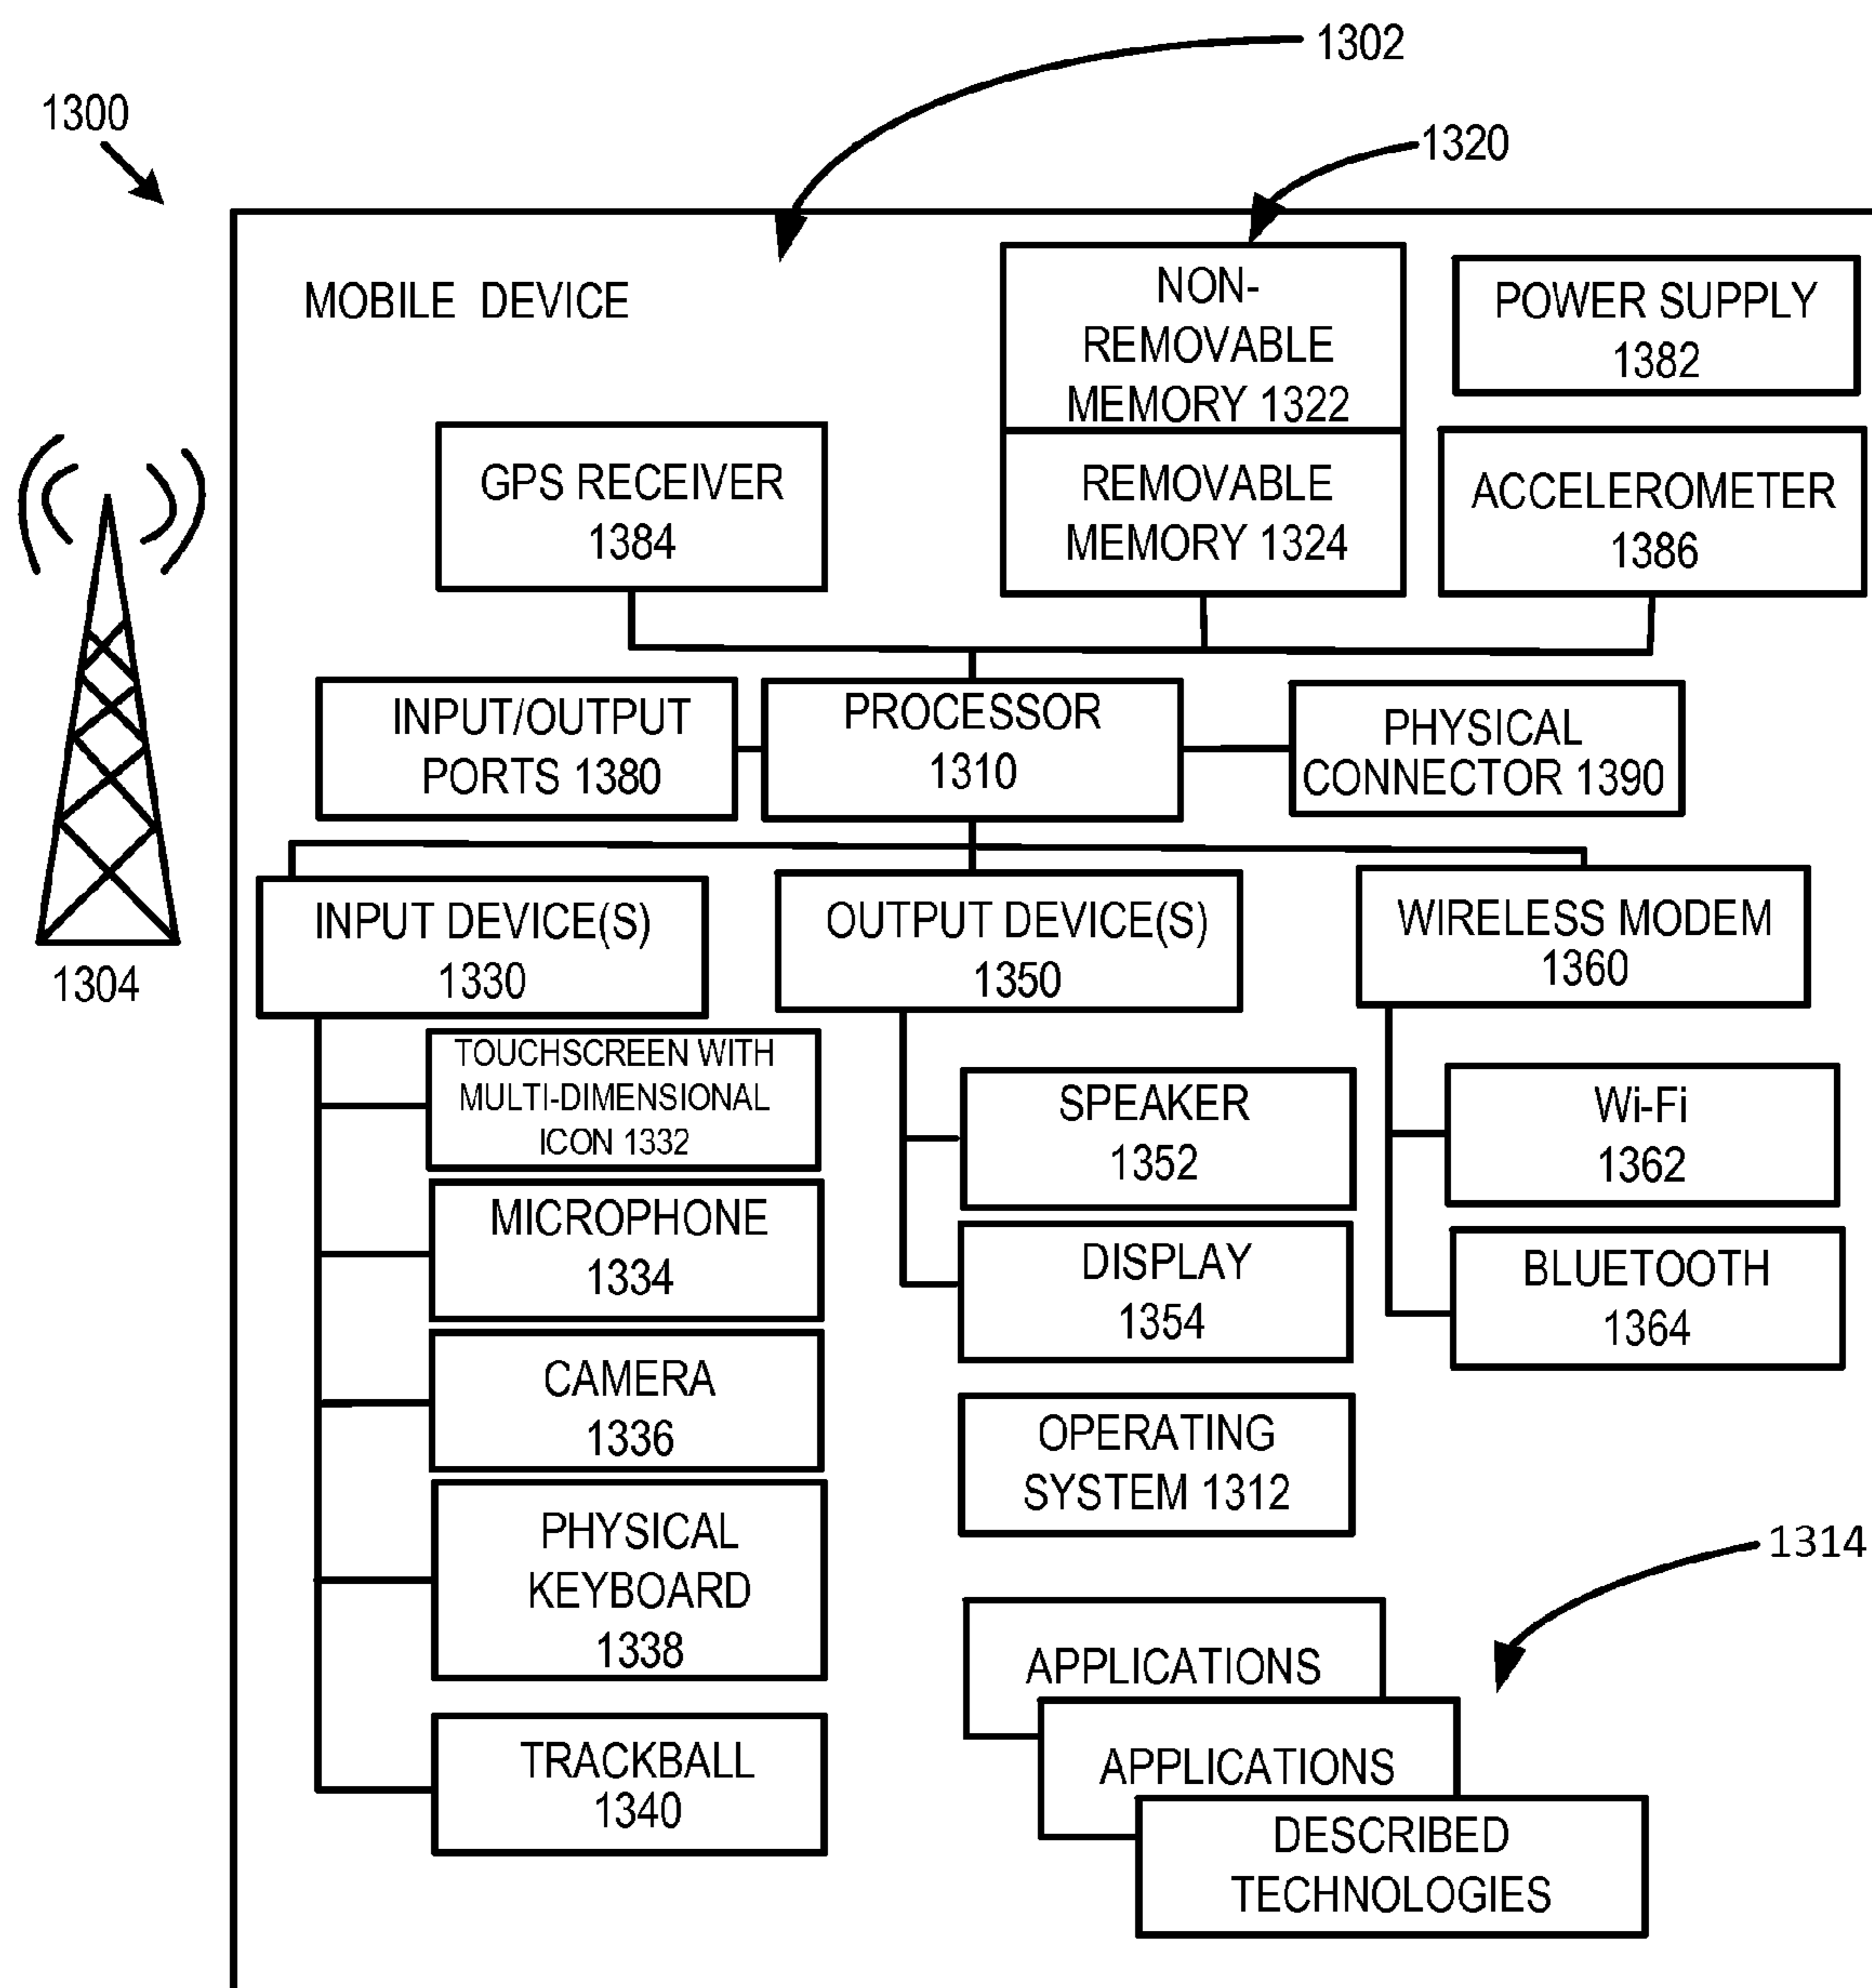 1302
1300
1320
MOBILE DEVICE
NON-
REMOVABLE
MEMORY 1322
POWER SUPPLY
1382
GPS RECEIVER
1384
REMOVABLE
MEMORY 1324
ACCELEROMETER
1386
INPUT/OUTPUT
PORTS 1380
PROCESSOR
1310
PHYSICAL
CONNECTOR 1390
1304
INPUT DEVICE(S)
1330
OUTPUT DEVICE(S)
1350
WIRELESS MODEM
1360
TOUCHSCREEN WITH
MULTI-DIMENSIONAL
ICON 1332
MICROPHONE
1334
CAMERA
1336
PHYSICAL
KEYBOARD
1338
TRACKBALL
1340
SPEAKER
1352
DISPLAY
1354
Wi-Fi
1362
BLUETOOTH
1364
OPERATING
SYSTEM 1312
1314
APPLICATIONS
APPLICATIONS
DESCRIBED
TECHNOLOGIES